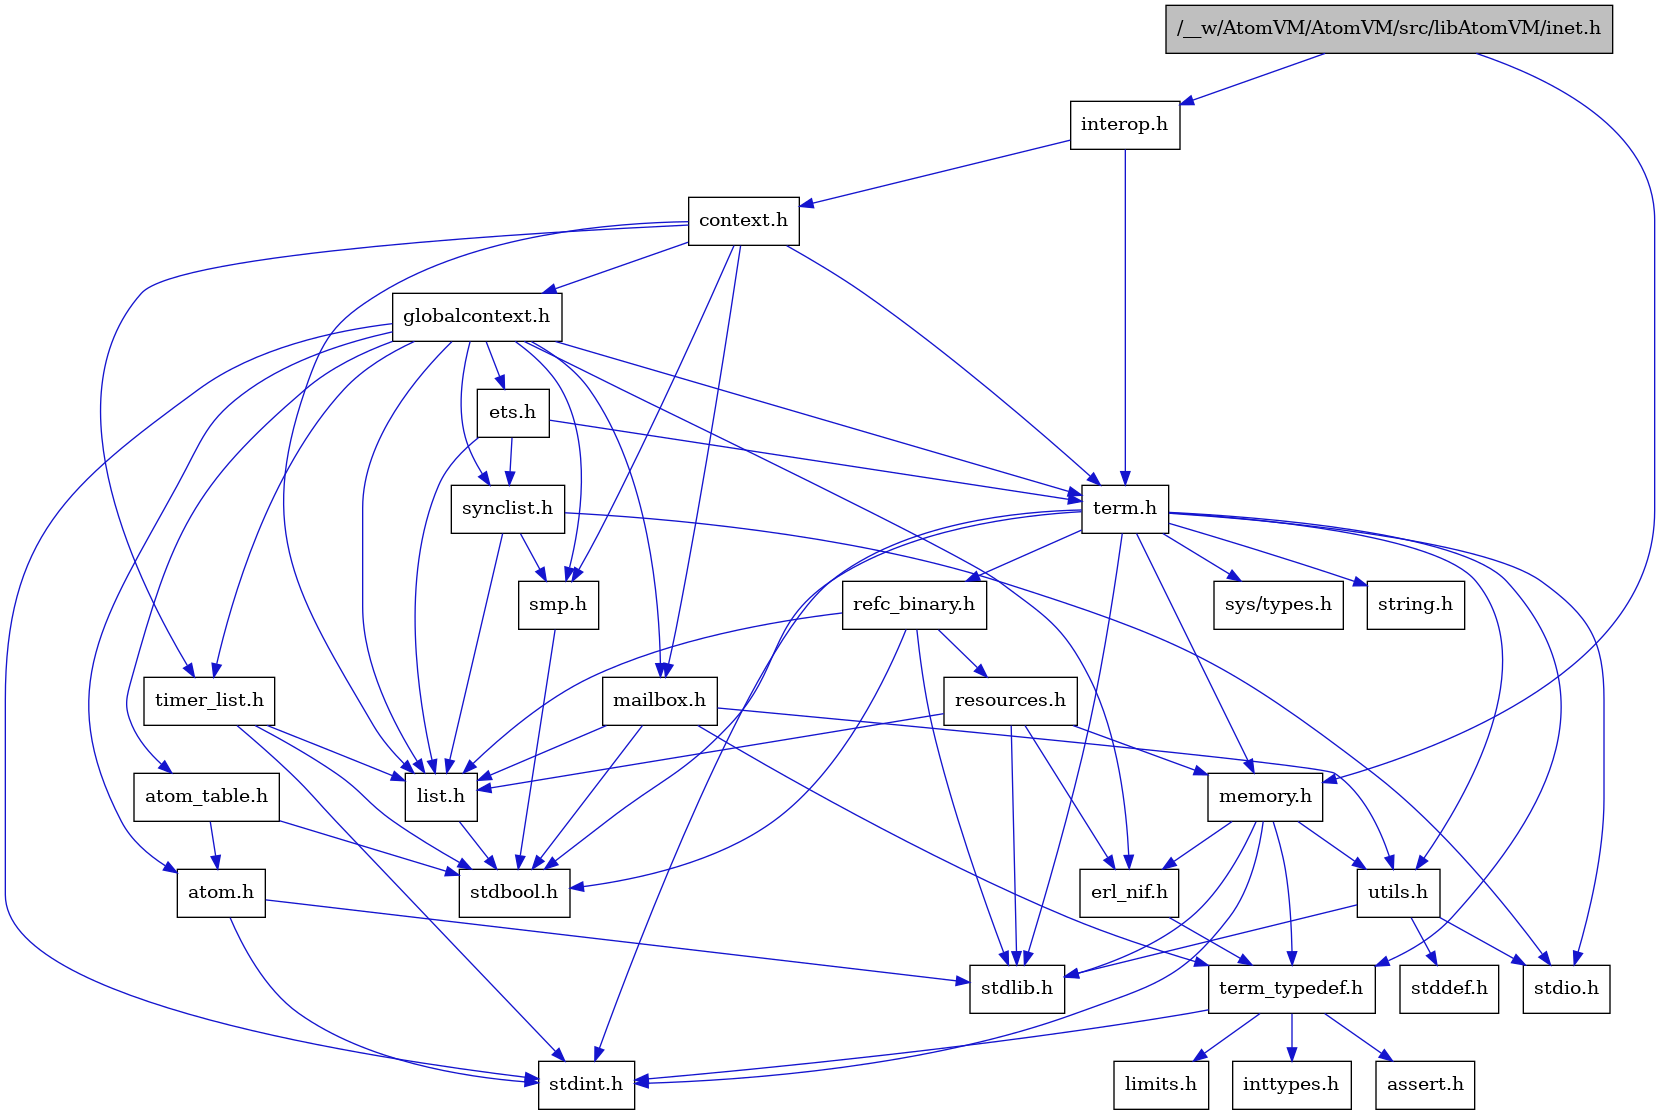 /__w/AtomVM/AtomVM/src/libAtomVM/inet.h
interop.h
context.h
globalcontext.h
ets.h
synclist.h
term.h
smp.h
refc_binary.h
sys/types.h
string.h
timer_list.h
mailbox.h
resources.h
atom_table.h
list.h
memory.h
atom.h
stdbool.h
erl_nif.h
utils.h
stdlib.h
term_typedef.h
stddef.h
stdio.h
stdint.h
limits.h
inttypes.h
assert.h